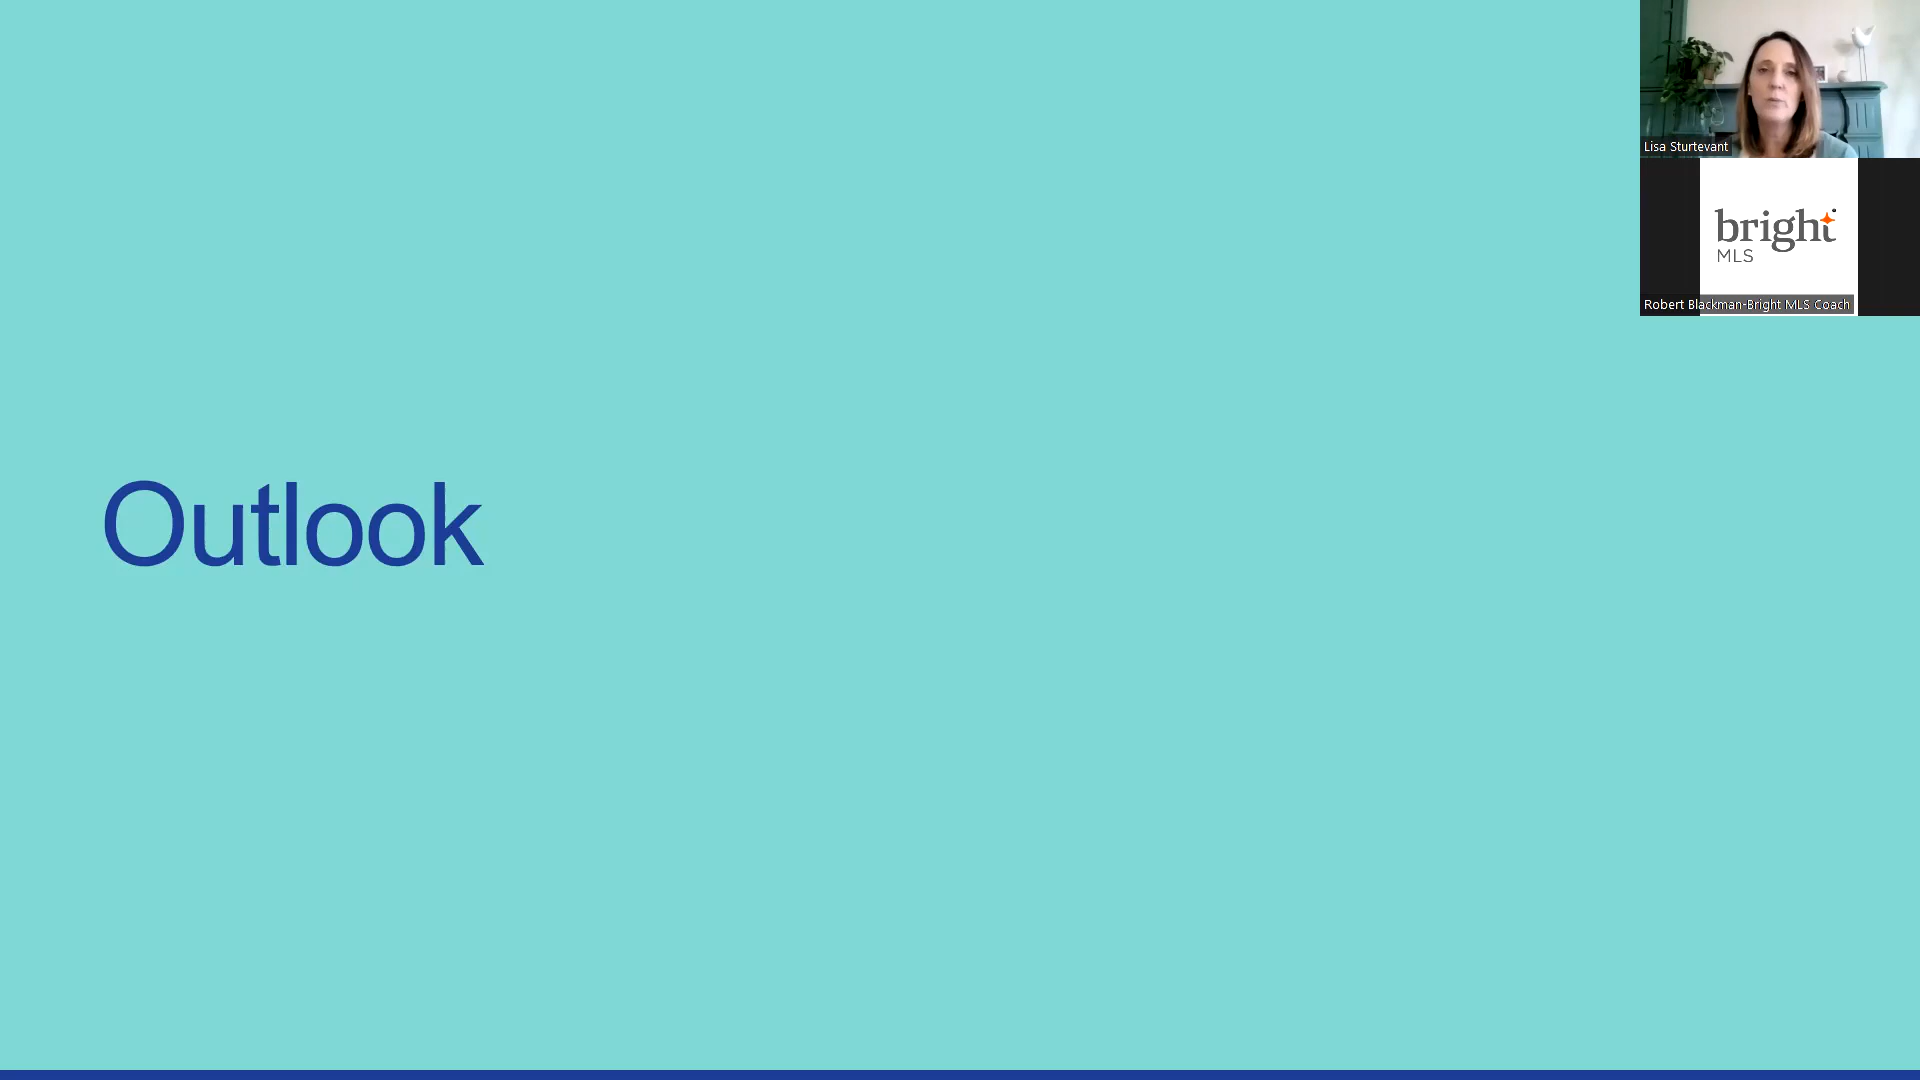 Outlook
Lisa Sturtevant
bright
MLS
Robert Blackman-Bright MLS Coach